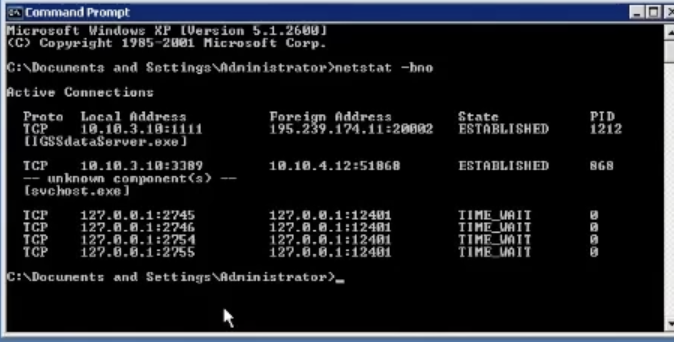 Command Prompt
Microsoft Windows XP [Version 5.1.2600]
(C) Copyright 1985-2001 Microsoft Corp.
C:\Documents and Settings\Administrator>netstat -bno
Active Connections
Proto Local Address Foreign Address State PID
TCP 10.10.3.10:1111 195.239.174.11:20002 ESTABLISHED 1212
[IGSSdataServer.exe]
TCP 10.10.3.10:3389 10.10.4.12:51868 ESTABLISHED 868
-- unknown component(s) --
[svchost.exe]
TCP 127.0.0.1:2745 127.0.0.1:12401 TIME_WAIT 0
TCP 127.0.0.1:2746 127.0.0.1:12401 TIME_WAIT 0
TCP 127.0.0.1:2754 127.0.0.1:12401 TIME_WAIT 0
TCP 127.0.0.1:2755 127.0.0.1:12401 TIME_WAIT 0
C:\Documents and Settings\Administrator>_